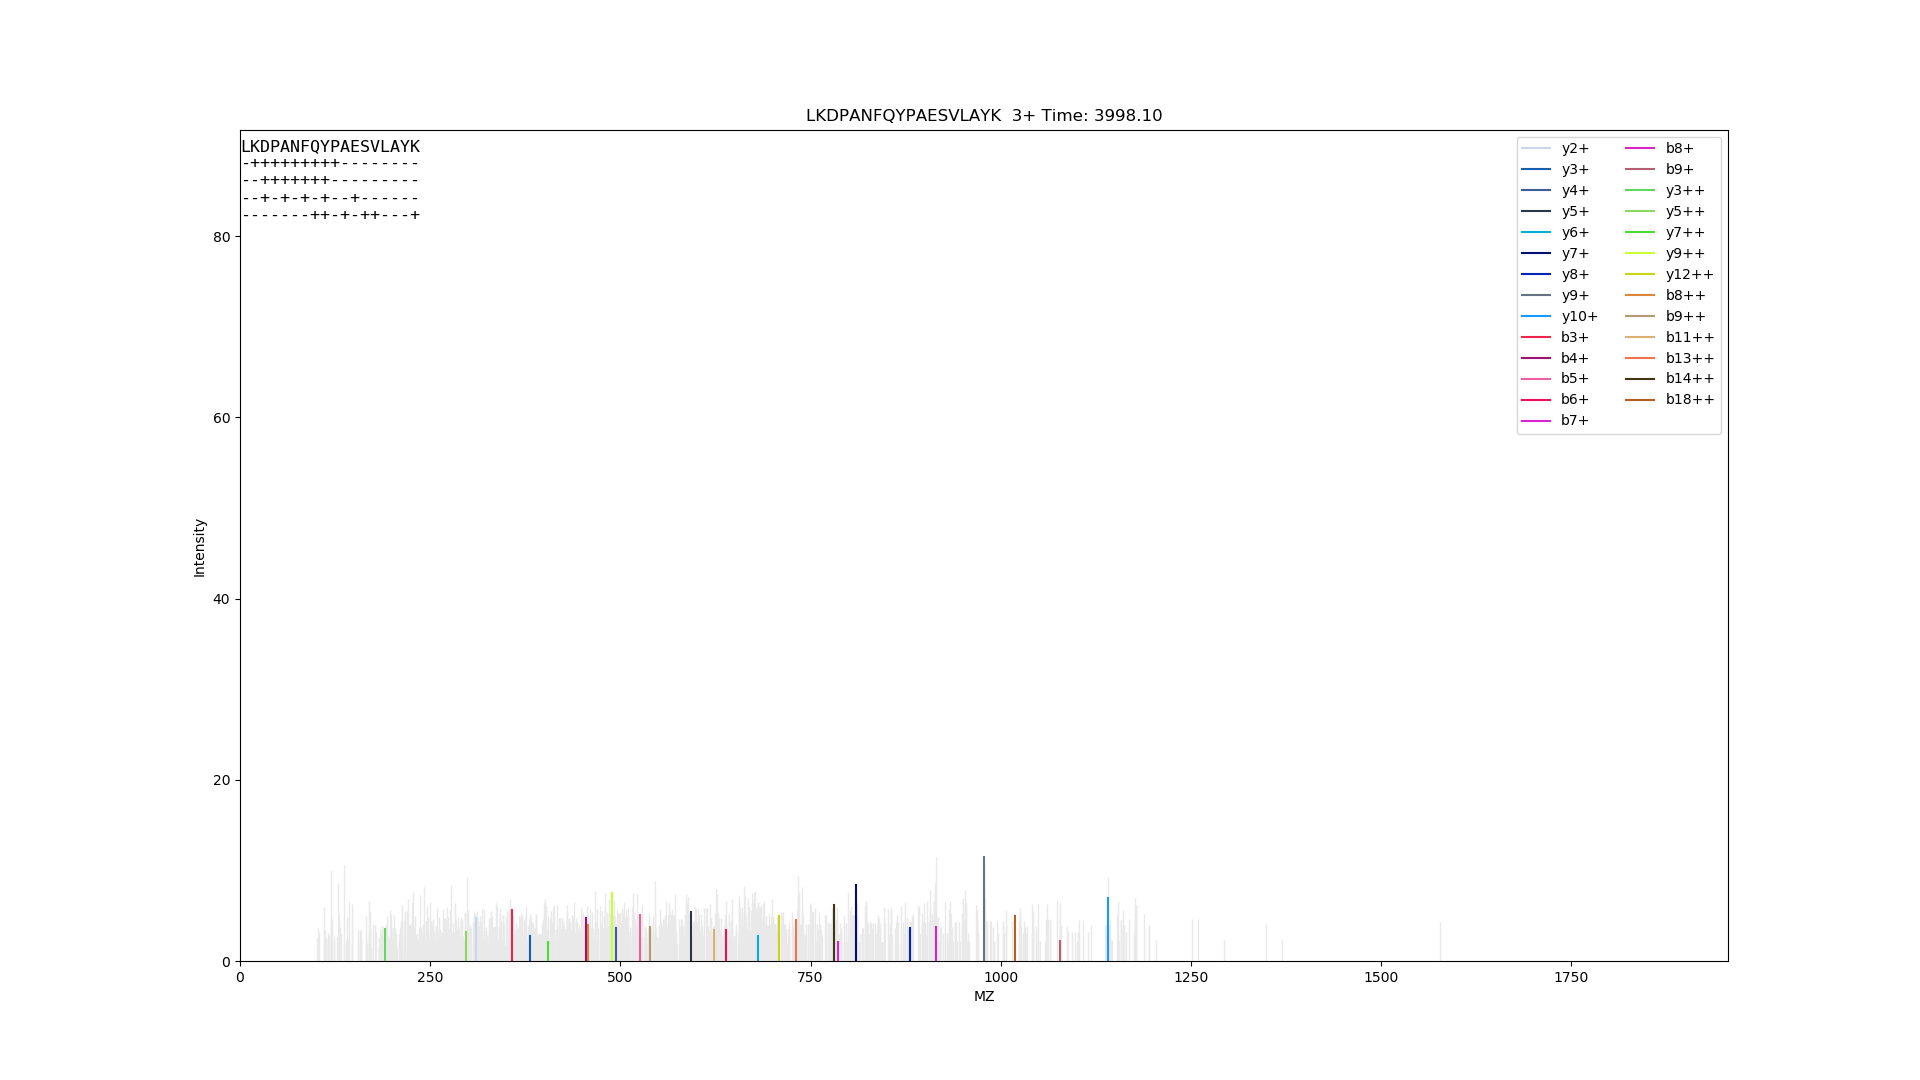 LKDPANFQYPAESVLAYK 3+ Time: 3998.10
LKDPANFQYPAESVLAYK
-+++++++++--------
--+++++++---------
--+-+-+-+--+------
-------++-+-++---+
y2+
y3+
y4+
y5+
y6+
y7+
y8+
y9+
y10+
b3+
b4+
b5+
b6+
b7+
b8+
b9+
y3++
y5++
y7++
y9++
y12++
b8++
b9++
b11++
b13++
b14++
b18++
80
60
40
20
0
Intensity
0 250 500 750 1000 1250 1500 1750
MZ